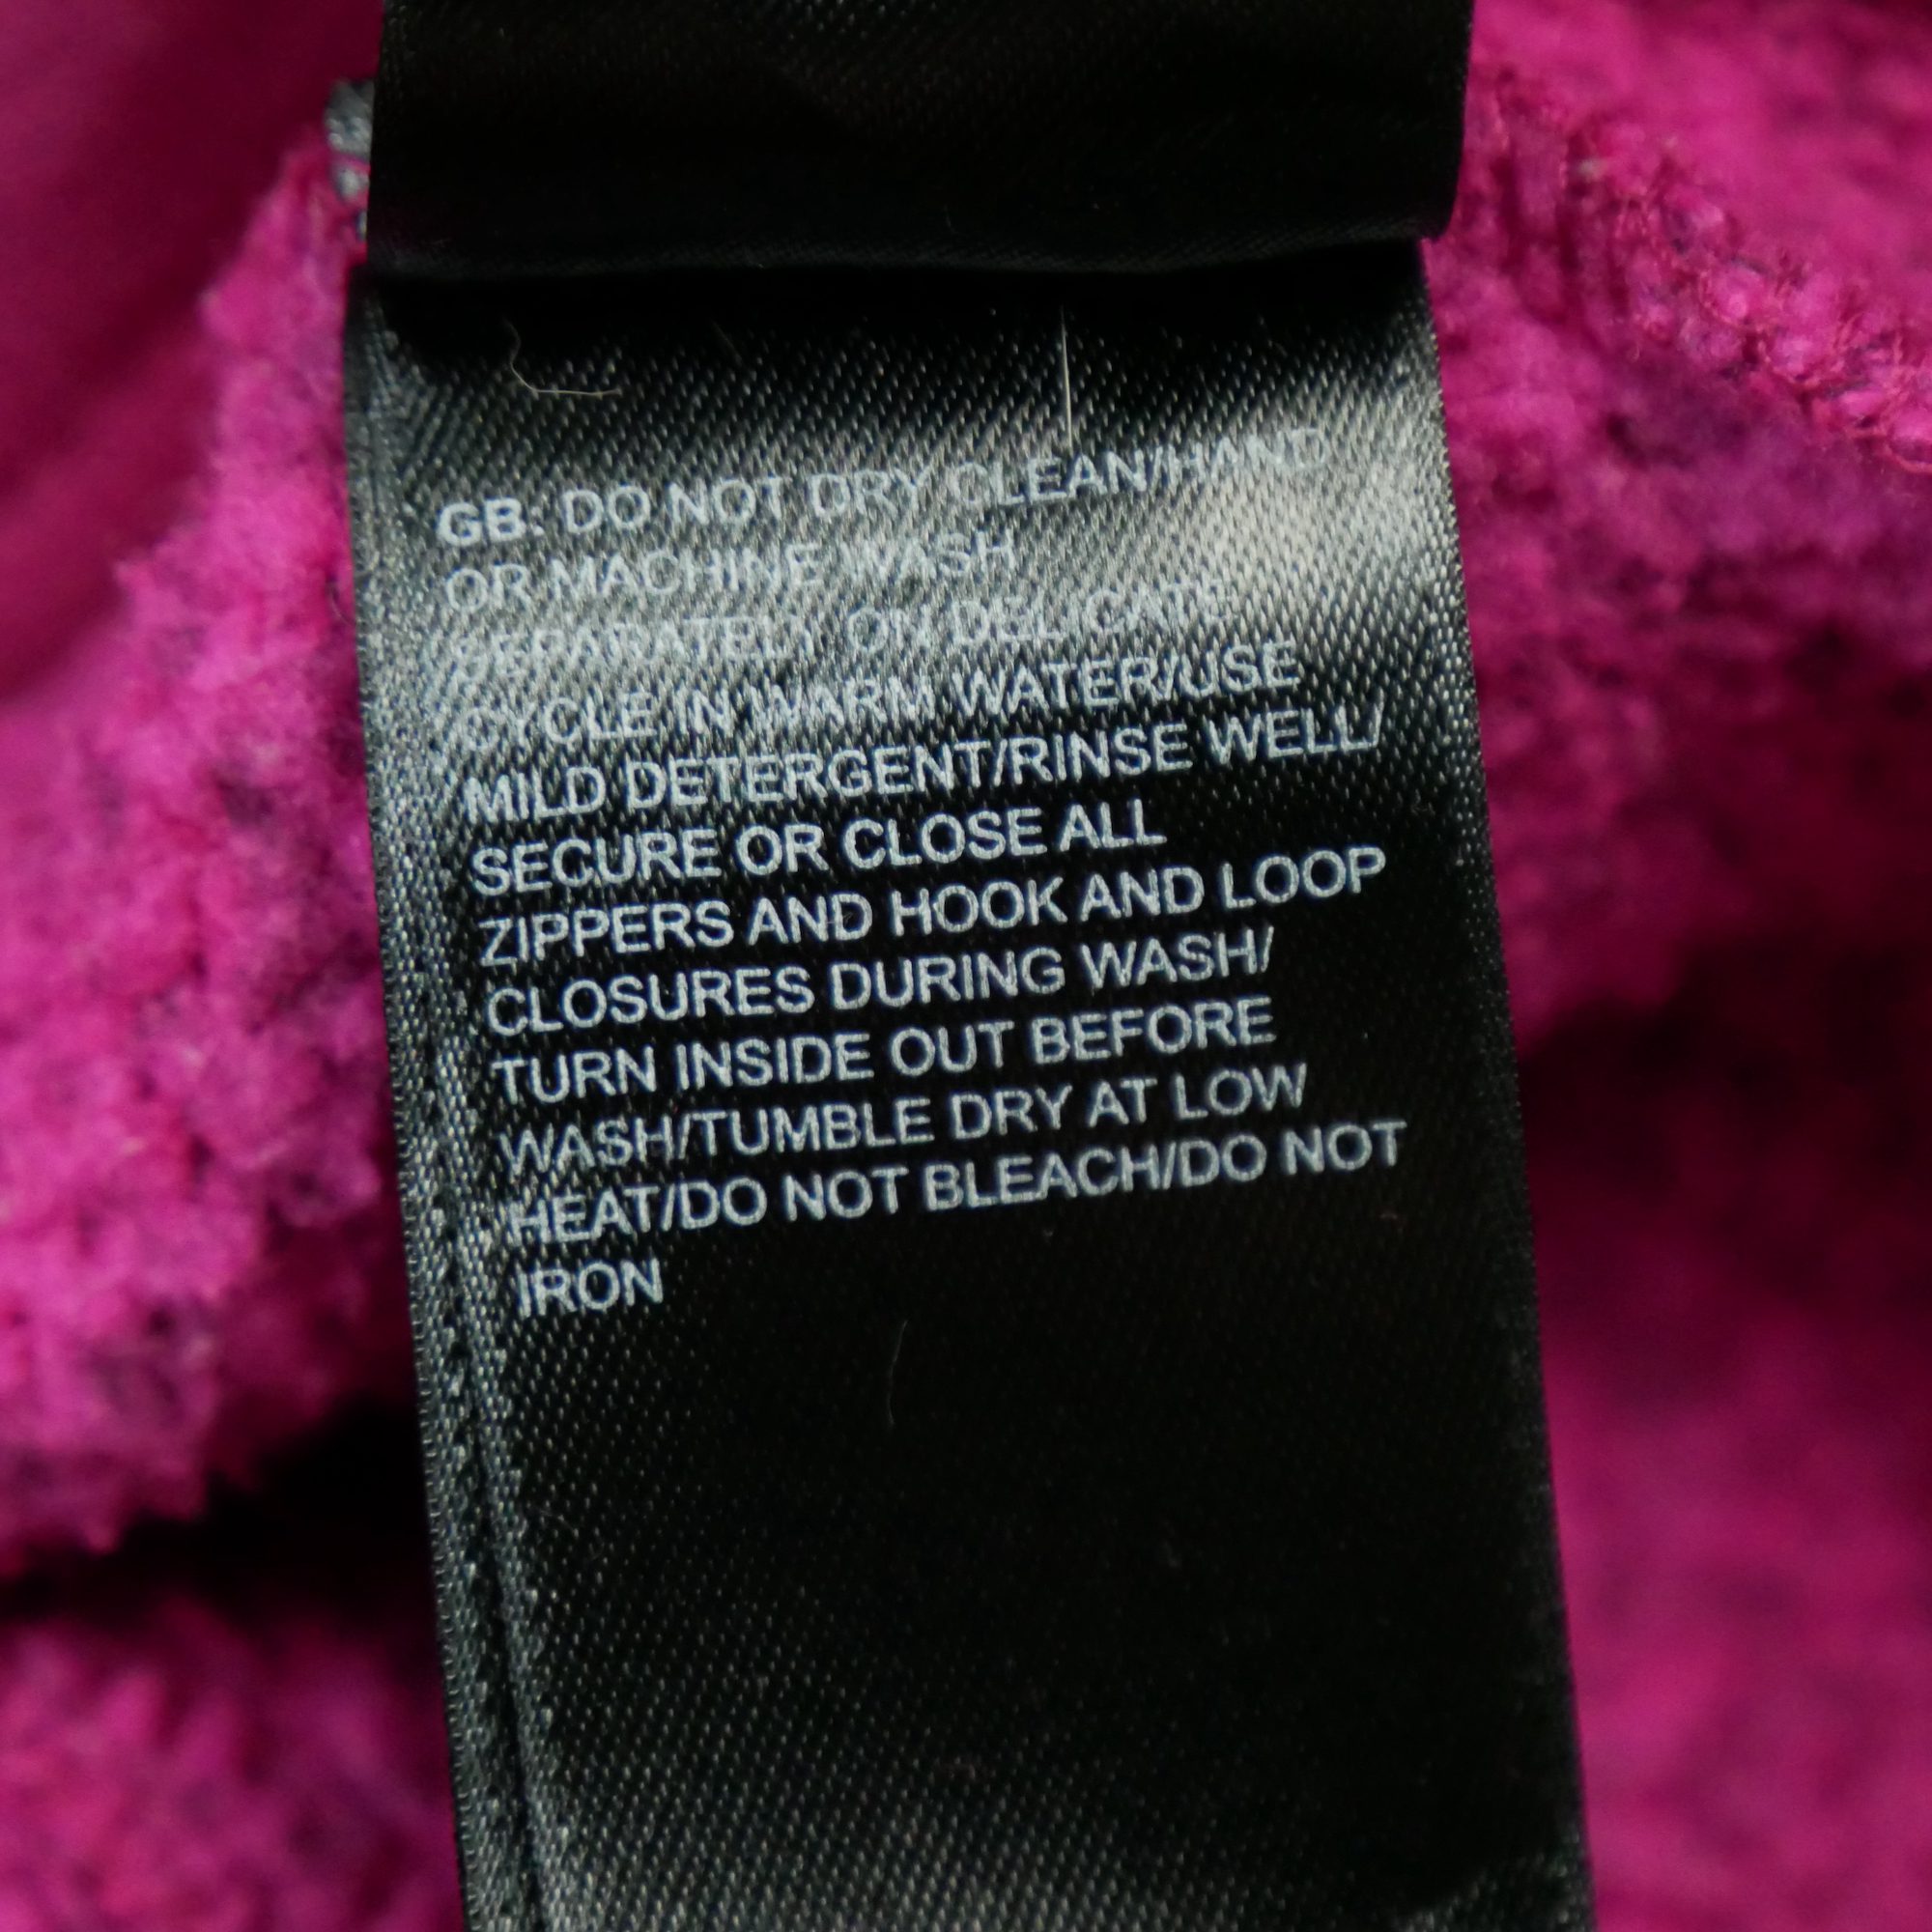 GB: DO NOT DRY CLEAN/HAND
OR MACHINE WASH
SEPARATELY ON DELICATE
CYCLE IN WARM WATER/USE
MILD DETERGENT/RINSE WELL/
SECURE OR CLOSE ALL
ZIPPERS AND HOOK AND LOOP
CLOSURES DURING WASH/
TURN INSIDE OUT BEFORE
WASH/TUMBLE DRY AT LOW
HEAT/DO NOT BLEACH/DO NOT
IRON